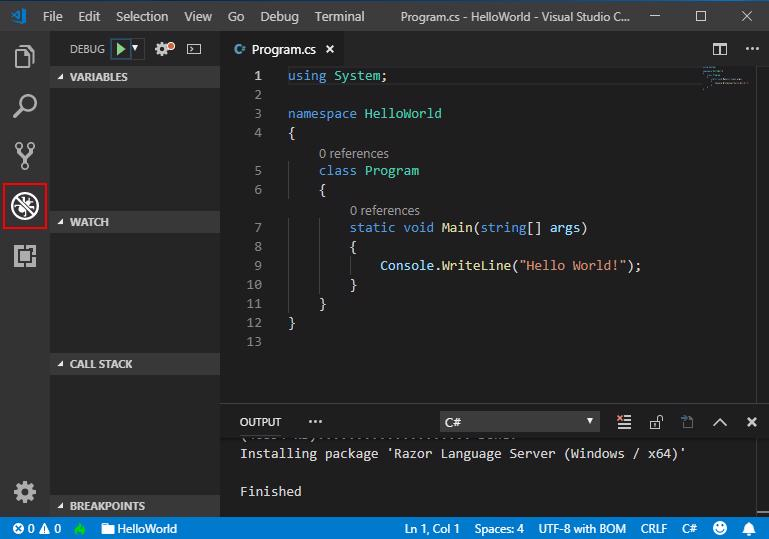 File Edit Selection View Go Debug Terminal Program.cs - HelloWorld - Visual Studio C...
DEBUG
Program.cs
VARIABLES
WATCH
CALL STACK
BREAKPOINTS
1 using System;
2
3 namespace HelloWorld
4 {
0 references
5 class Program
6 {
0 references
7 static void Main(string[] args)
8 {
9 Console.WriteLine("Hello World!");
10 }
11 }
12 }
13
OUTPUT ... C#
Installing package 'Razor Language Server (Windows / x64)'
Finished
0 0 HelloWorld Ln 1, Col 1 Spaces: 4 UTF-8 with BOM CRLF C#